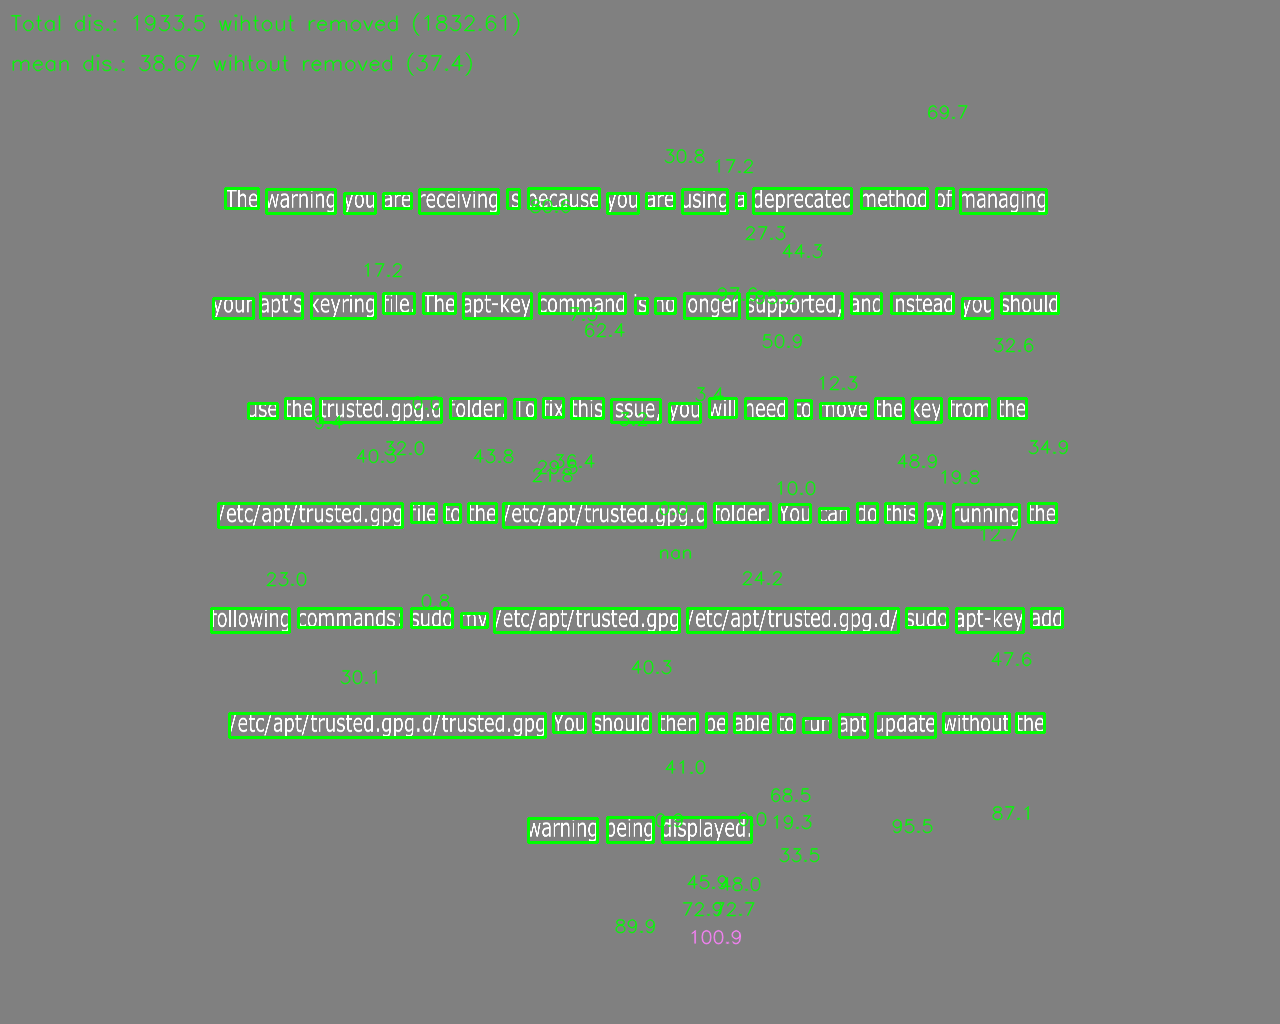 Total dis.: 1933.5 wihtout removed (1832.61)
mean dis.: 38.67 wihtout removed (37.4)
69.7
30.8
17.2
The warning you are receiving is because you are using a deprecated method of managing
27.3
44.3
17.2
your apt's keyring file. The apt-key command is no longer supported, and instead you should
62.4
50.9
32.6
12.3
3.4
use the trusted.gpg.d folder. To fix this issue, you will need to move the key from the
40.3 32.0 43.8 36.4 48.9 34.9
21.8 10.0 19.8
/etc/apt/trusted.gpg file to the /etc/apt/trusted.gpg.d folder. You can do this by running the
12.7
nan
23.0 24.2
0.8
following commands: sudo mv /etc/apt/trusted.gpg /etc/apt/trusted.gpg.d/ sudo apt-key add
30.1 40.3 47.6
/etc/apt/trusted.gpg.d/trusted.gpg You should then be able to run apt update without the
41.0
68.5
87.1
19.3 95.5
warning being displayed.
33.5
45.9 48.0
72.9 72.7
89.9
100.9